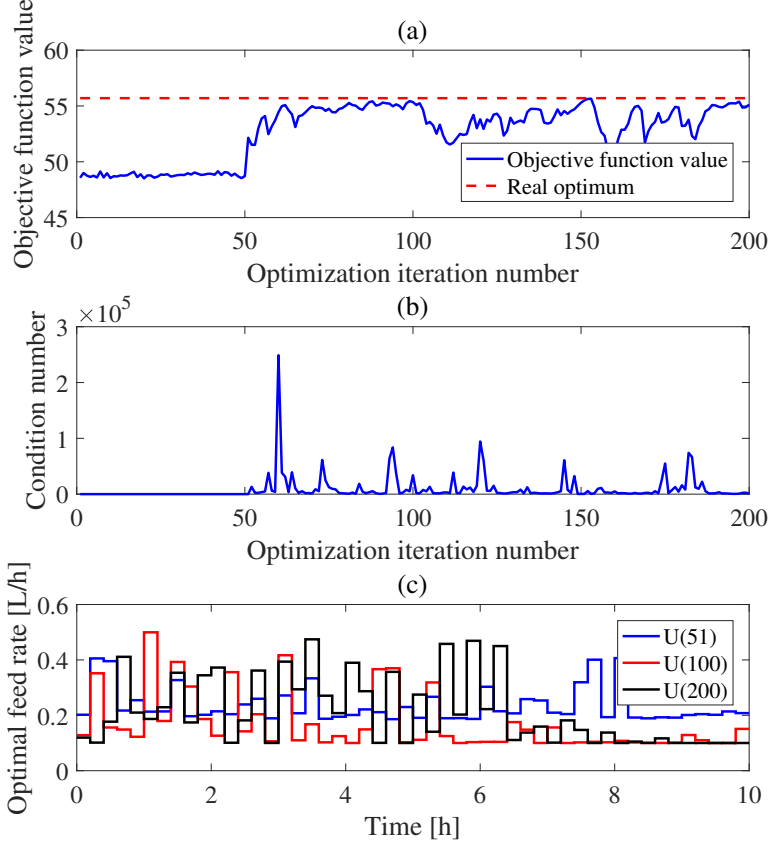 (a)
Objective function value
60
55
50
45
0
50
100
150
200
Objective function value
Real optimum
Optimization iteration number
(b)
×10^5
Condition number
3
2
1
0
0
50
100
150
200
Optimization iteration number
(c)
Optimal feed rate [L/h]
0.6
0.4
0.2
0
0
2
4
6
8
10
U(51)
U(100)
U(200)
Time [h]